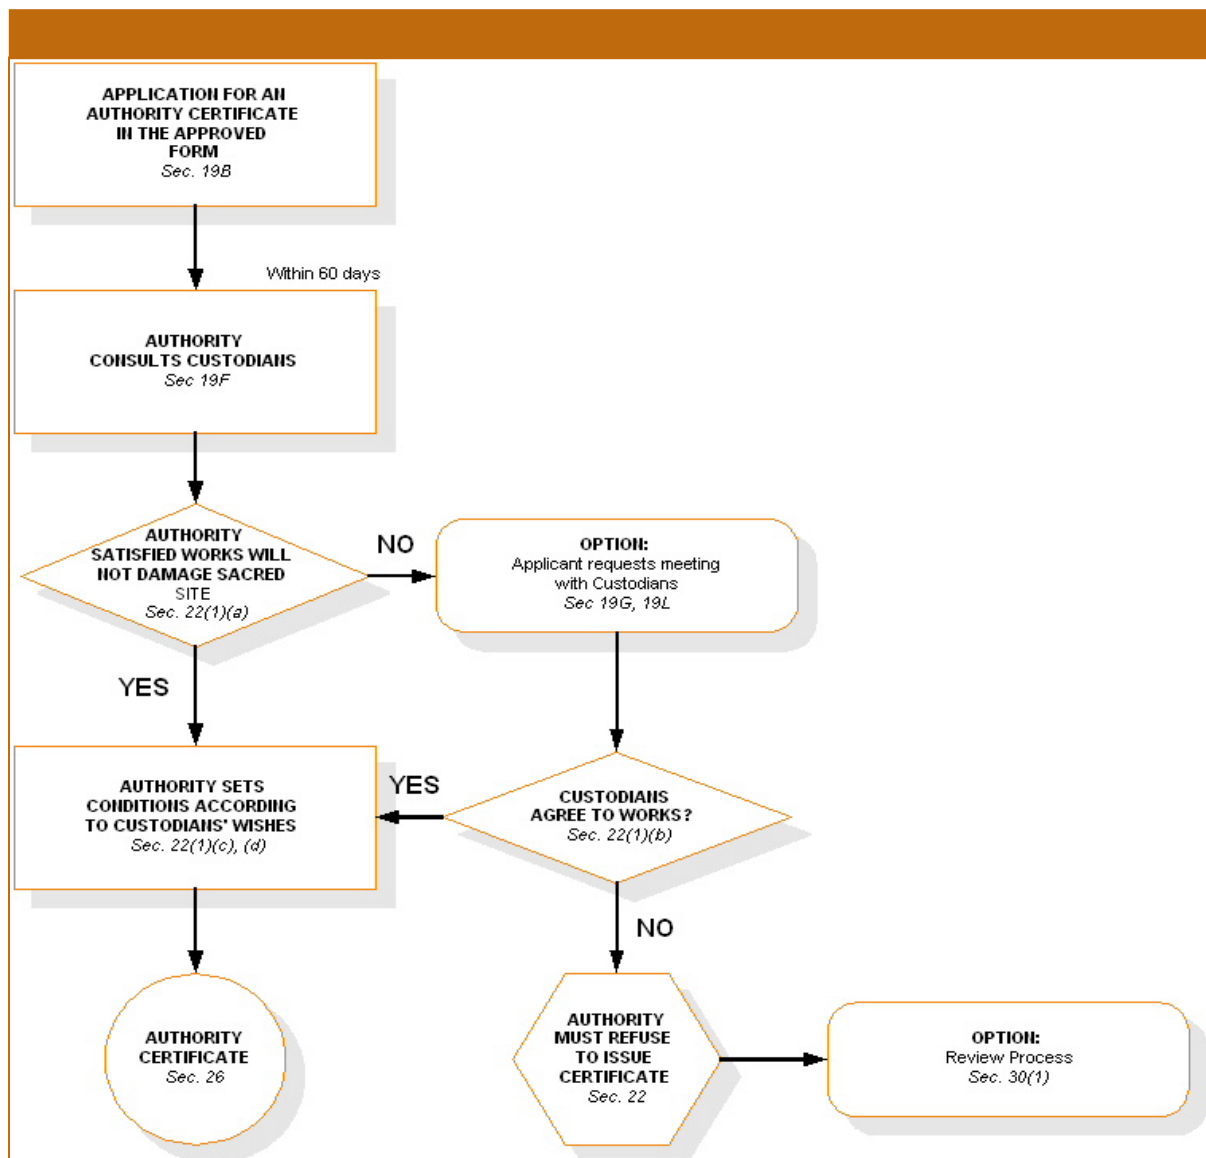 APPLICATION FOR AN
AUTHORITY CERTIFICATE
IN THE APPROVED
FORM
Sec. 19B
Within 60 days
AUTHORITY
CONSULTS CUSTODIANS
Sec 19F
AUTHORITY
SATISFIED WORKS WILL
NOT DAMAGE SACRED
SITE
Sec. 22(1)(a)
NO
OPTION:
Applicant requests meeting
with Custodians
Sec 19G, 19L
YES
AUTHORITY SETS
CONDITIONS ACCORDING
TO CUSTODIANS' WISHES
Sec. 22(1)(c), (d)
YES
CUSTODIANS
AGREE TO WORKS?
Sec. 22(1)(b)
NO
AUTHORITY
CERTIFICATE
Sec. 26
AUTHORITY
MUST REFUSE
TO ISSUE
CERTIFICATE
Sec. 22
OPTION:
Review Process
Sec. 30(1)